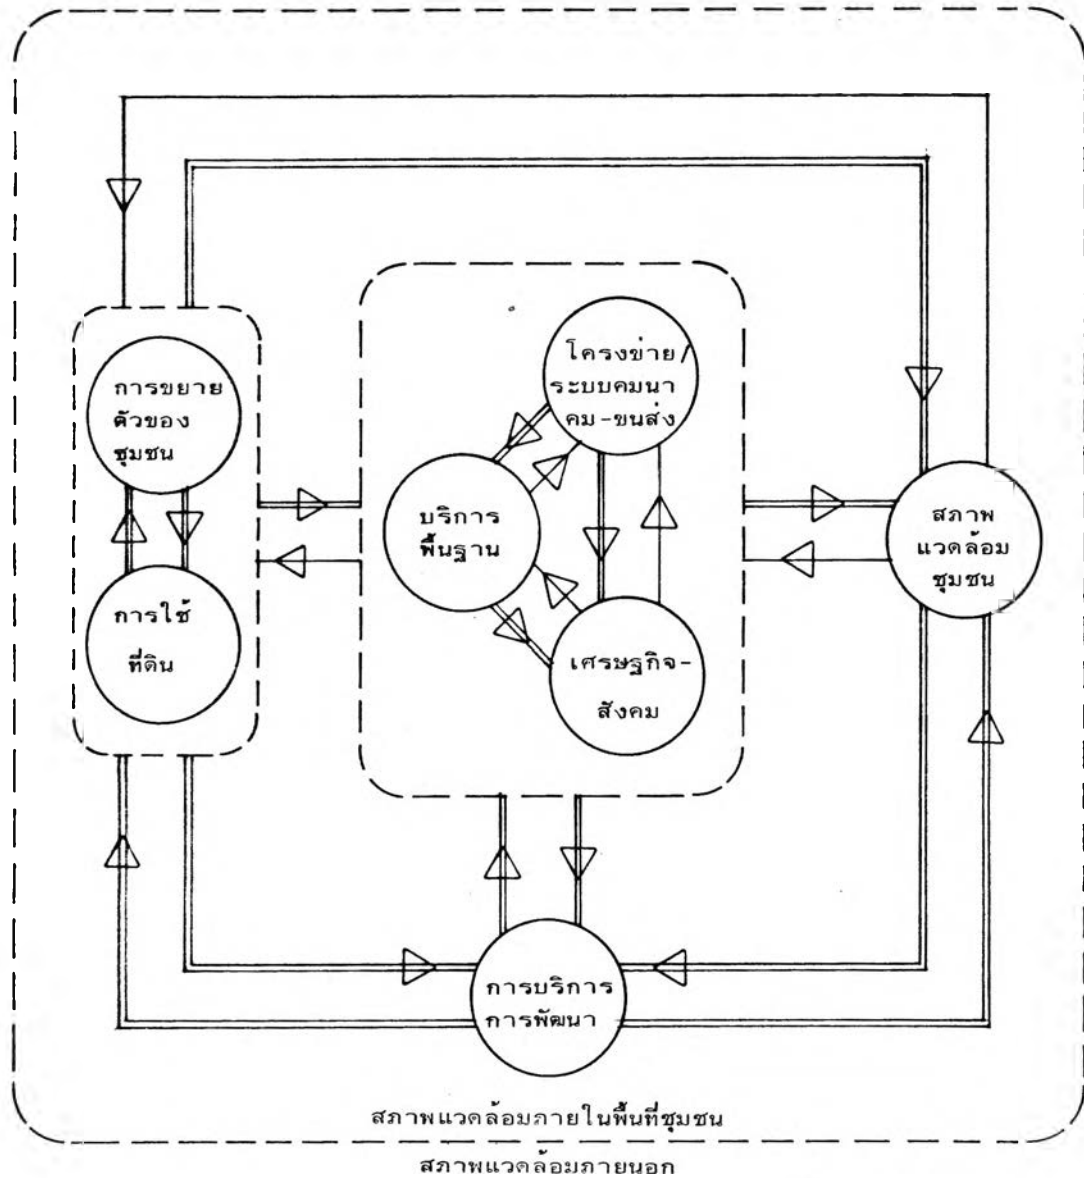 โครงข่าย/
ระบบคมนา
คม-ขนส่ง
การขยาย
ตัวของ
ชุมชน
บริการ
พื้นฐาน
สภาพ
แวดล้อม
ชุมชน
การใช้
ที่ดิน
เศรษฐกิจ-
สังคม
การบริการ
การพัฒนา
สภาพแวดล้อมภายในพื้นที่ชุมชน
สภาพแวดล้อมภายนอก